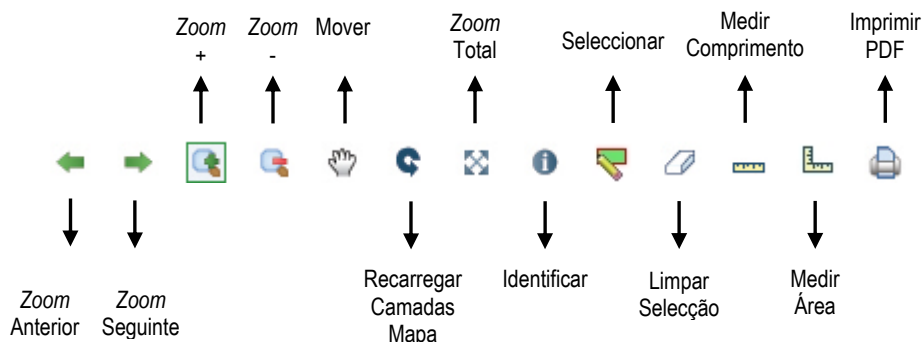 Zoom
+
Zoom
-
Mover
Zoom
Total
Seleccionar
Medir
Comprimento
Imprimir
PDF
Zoom
Anterior
Zoom
Seguinte
Recarregar
Camadas
Mapa
Identificar
Limpar
Selecção
Medir
Área